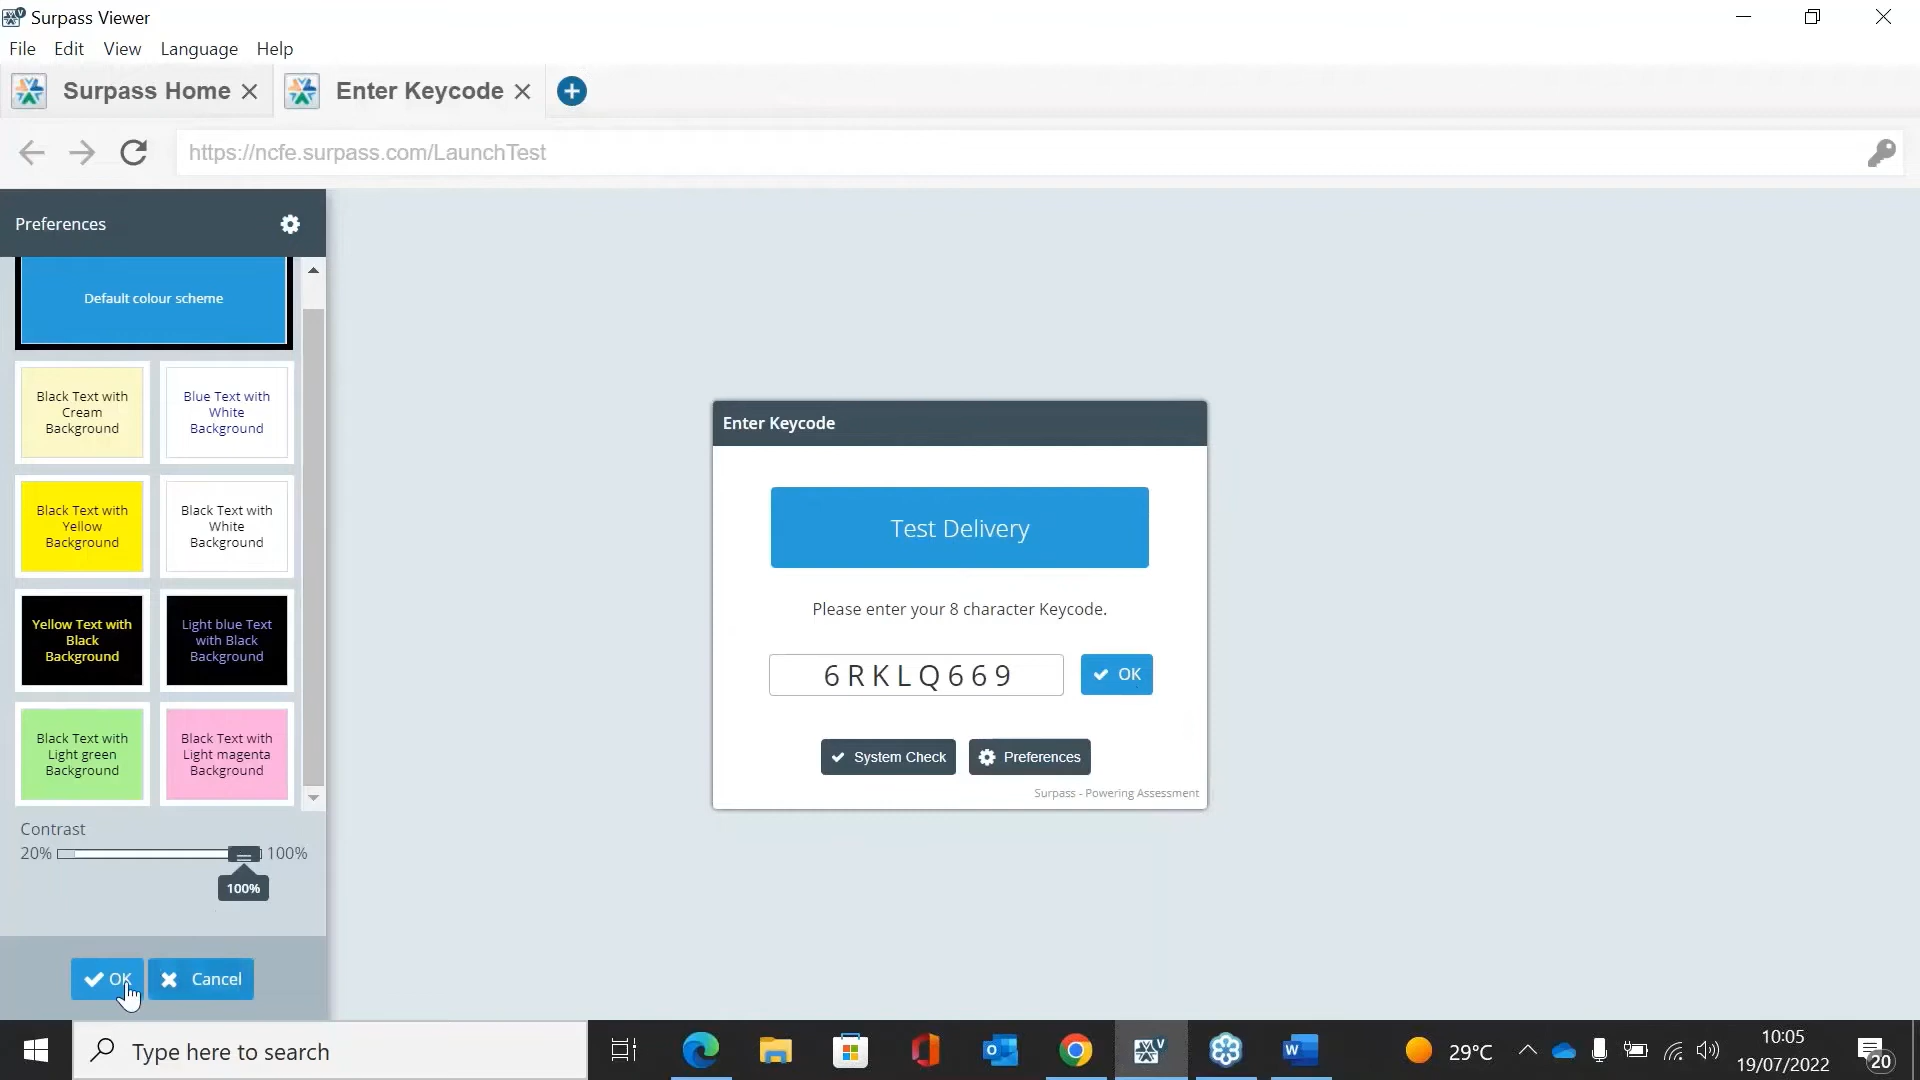 Surpass Viewer
File Edit View Language Help
Surpass Home Enter Keycode
https://ncfe.surpass.com/LaunchTest
Preferences
Default colour scheme
Black Text with
Cream
Background
Blue Text with
White
Background
Black Text with
Yellow
Background
Black Text with
White
Background
Yellow Text with
Black
Background
Light blue Text
with Black
Background
Black Text with
Light green
Background
Black Text with
Light magenta
Background
Contrast
20% 100%
100%
OK Cancel
Enter Keycode
Test Delivery
Please enter your 8 character Keycode.
6RKLQ669 OK
System Check Preferences
Surpass - Powering Assessment
Type here to search
29°C
10:05
19/07/2022
20